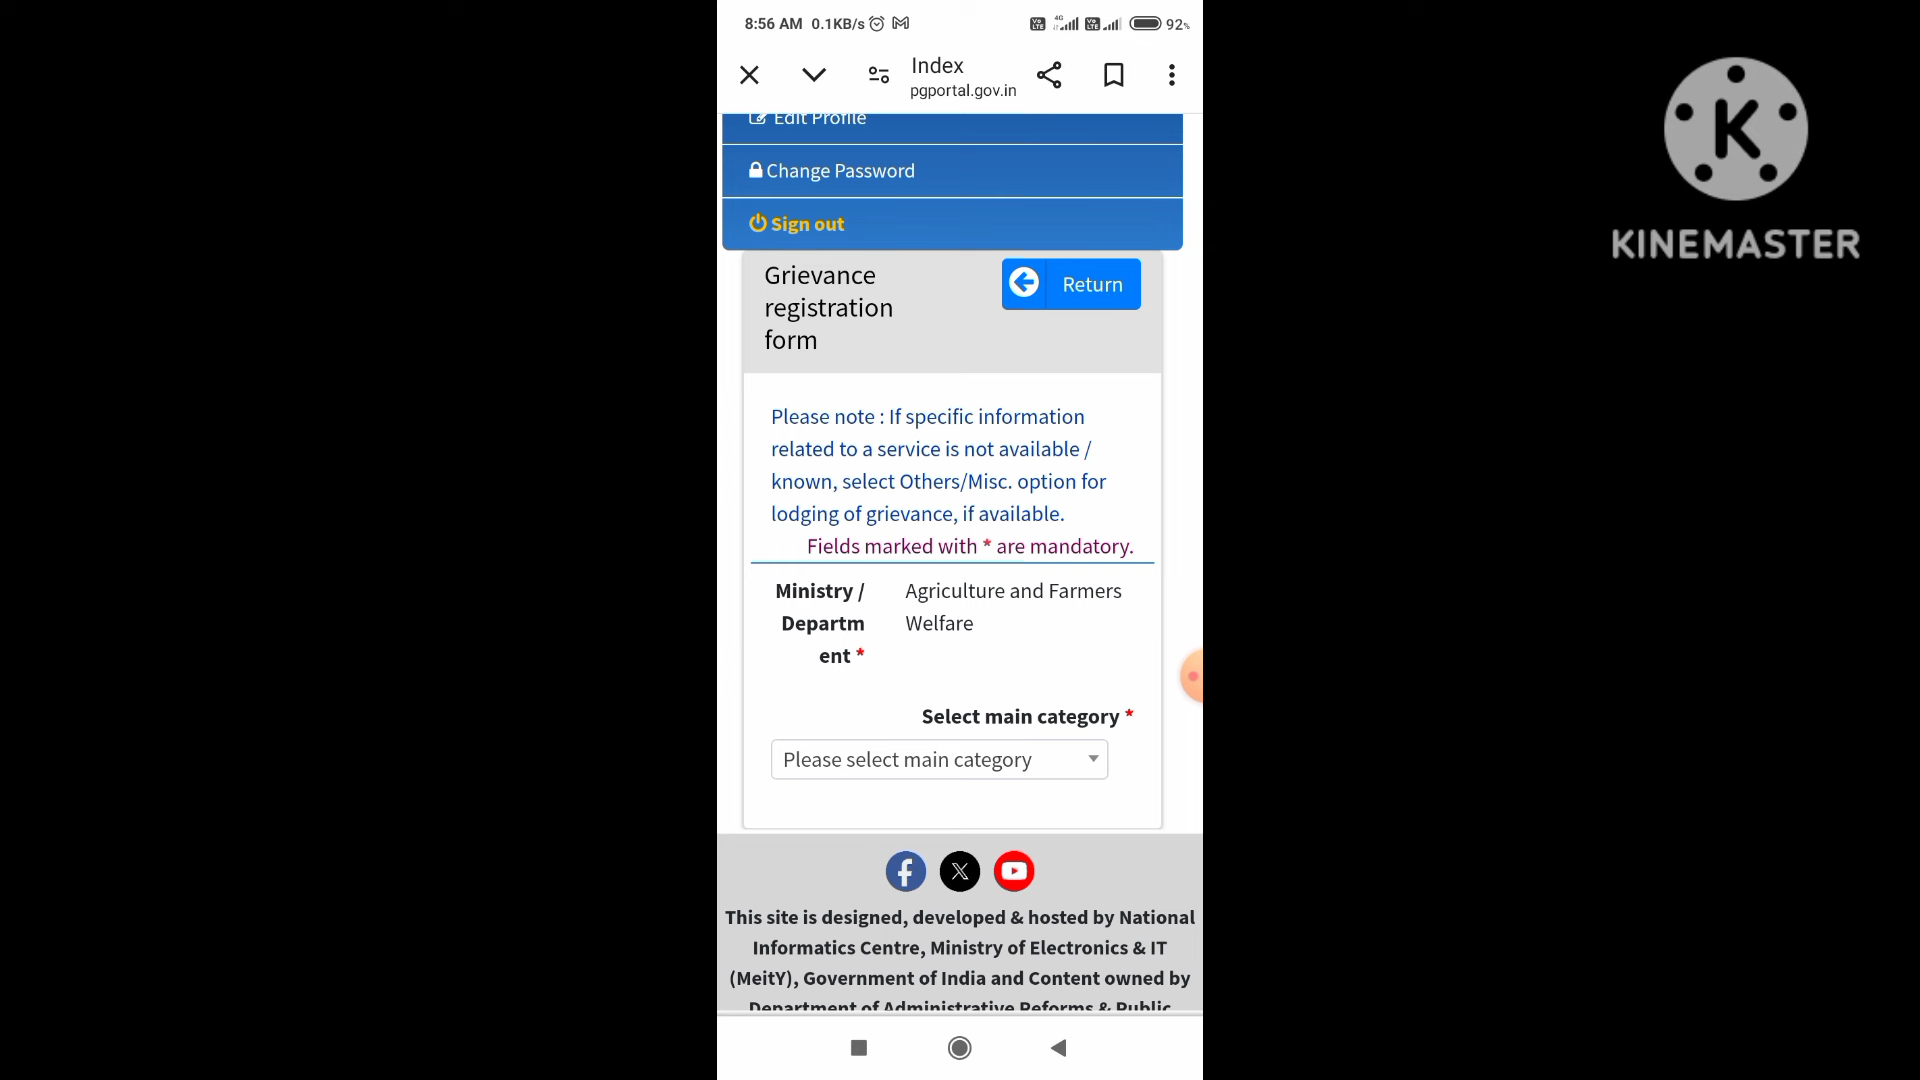 8:56 AM 0.1KB/s 4G 92%
Index
pgportal.gov.in
KINEMASTER
Edit Profile
Change Password
Sign out
Grievance
registration
form
Return
Please note : If specific information
related to a service is not available /
known, select Others/Misc. option for
lodging of grievance, if available.
Fields marked with * are mandatory.
Ministry / Agriculture and Farmers
Departm Welfare
ent *
Select main category *
Please select main category
This site is designed, developed & hosted by National
Informatics Centre, Ministry of Electronics & IT
(MeitY), Government of India and Content owned by
Department of Administrative Reforms & Public